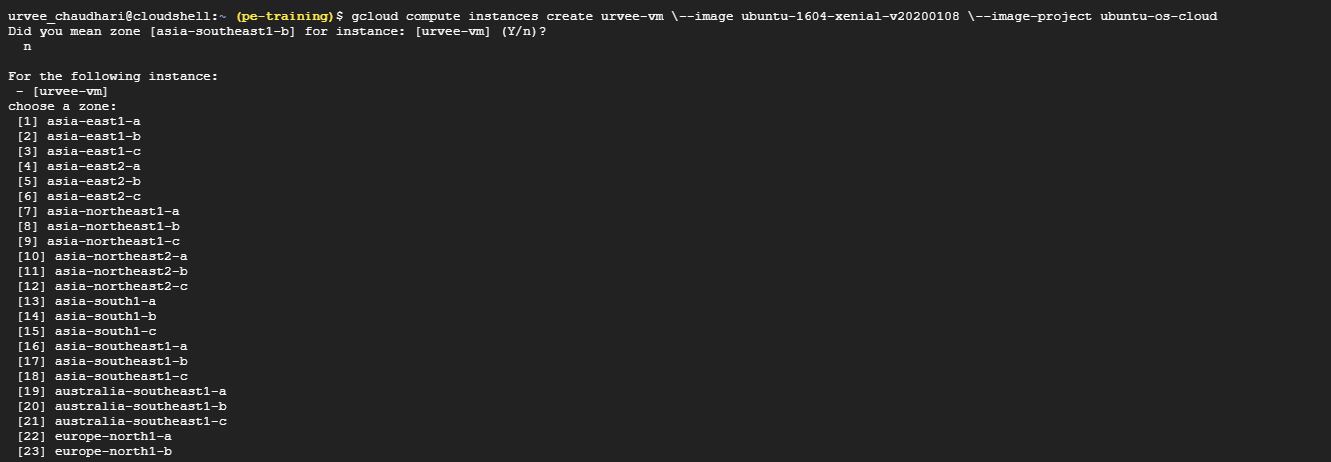 urvee_chaudhari@cloudshell:~ (pe-training)$ gcloud compute instances create urvee-vm \--image ubuntu-1604-xenial-v20200108 \--image-project ubuntu-os-cloud
Did you mean zone [asia-southeast1-b] for instance: [urvee-vm] (Y/n)?
n
For the following instance:
- [urvee-vm]
choose a zone:
[1] asia-east1-a
[2] asia-east1-b
[3] asia-east1-c
[4] asia-east2-a
[5] asia-east2-b
[6] asia-east2-c
[7] asia-northeast1-a
[8] asia-northeast1-b
[9] asia-northeast1-c
[10] asia-northeast2-a
[11] asia-northeast2-b
[12] asia-northeast2-c
[13] asia-south1-a
[14] asia-south1-b
[15] asia-south1-c
[16] asia-southeast1-a
[17] asia-southeast1-b
[18] asia-southeast1-c
[19] australia-southeast1-a
[20] australia-southeast1-b
[21] australia-southeast1-c
[22] europe-north1-a
[23] europe-north1-b